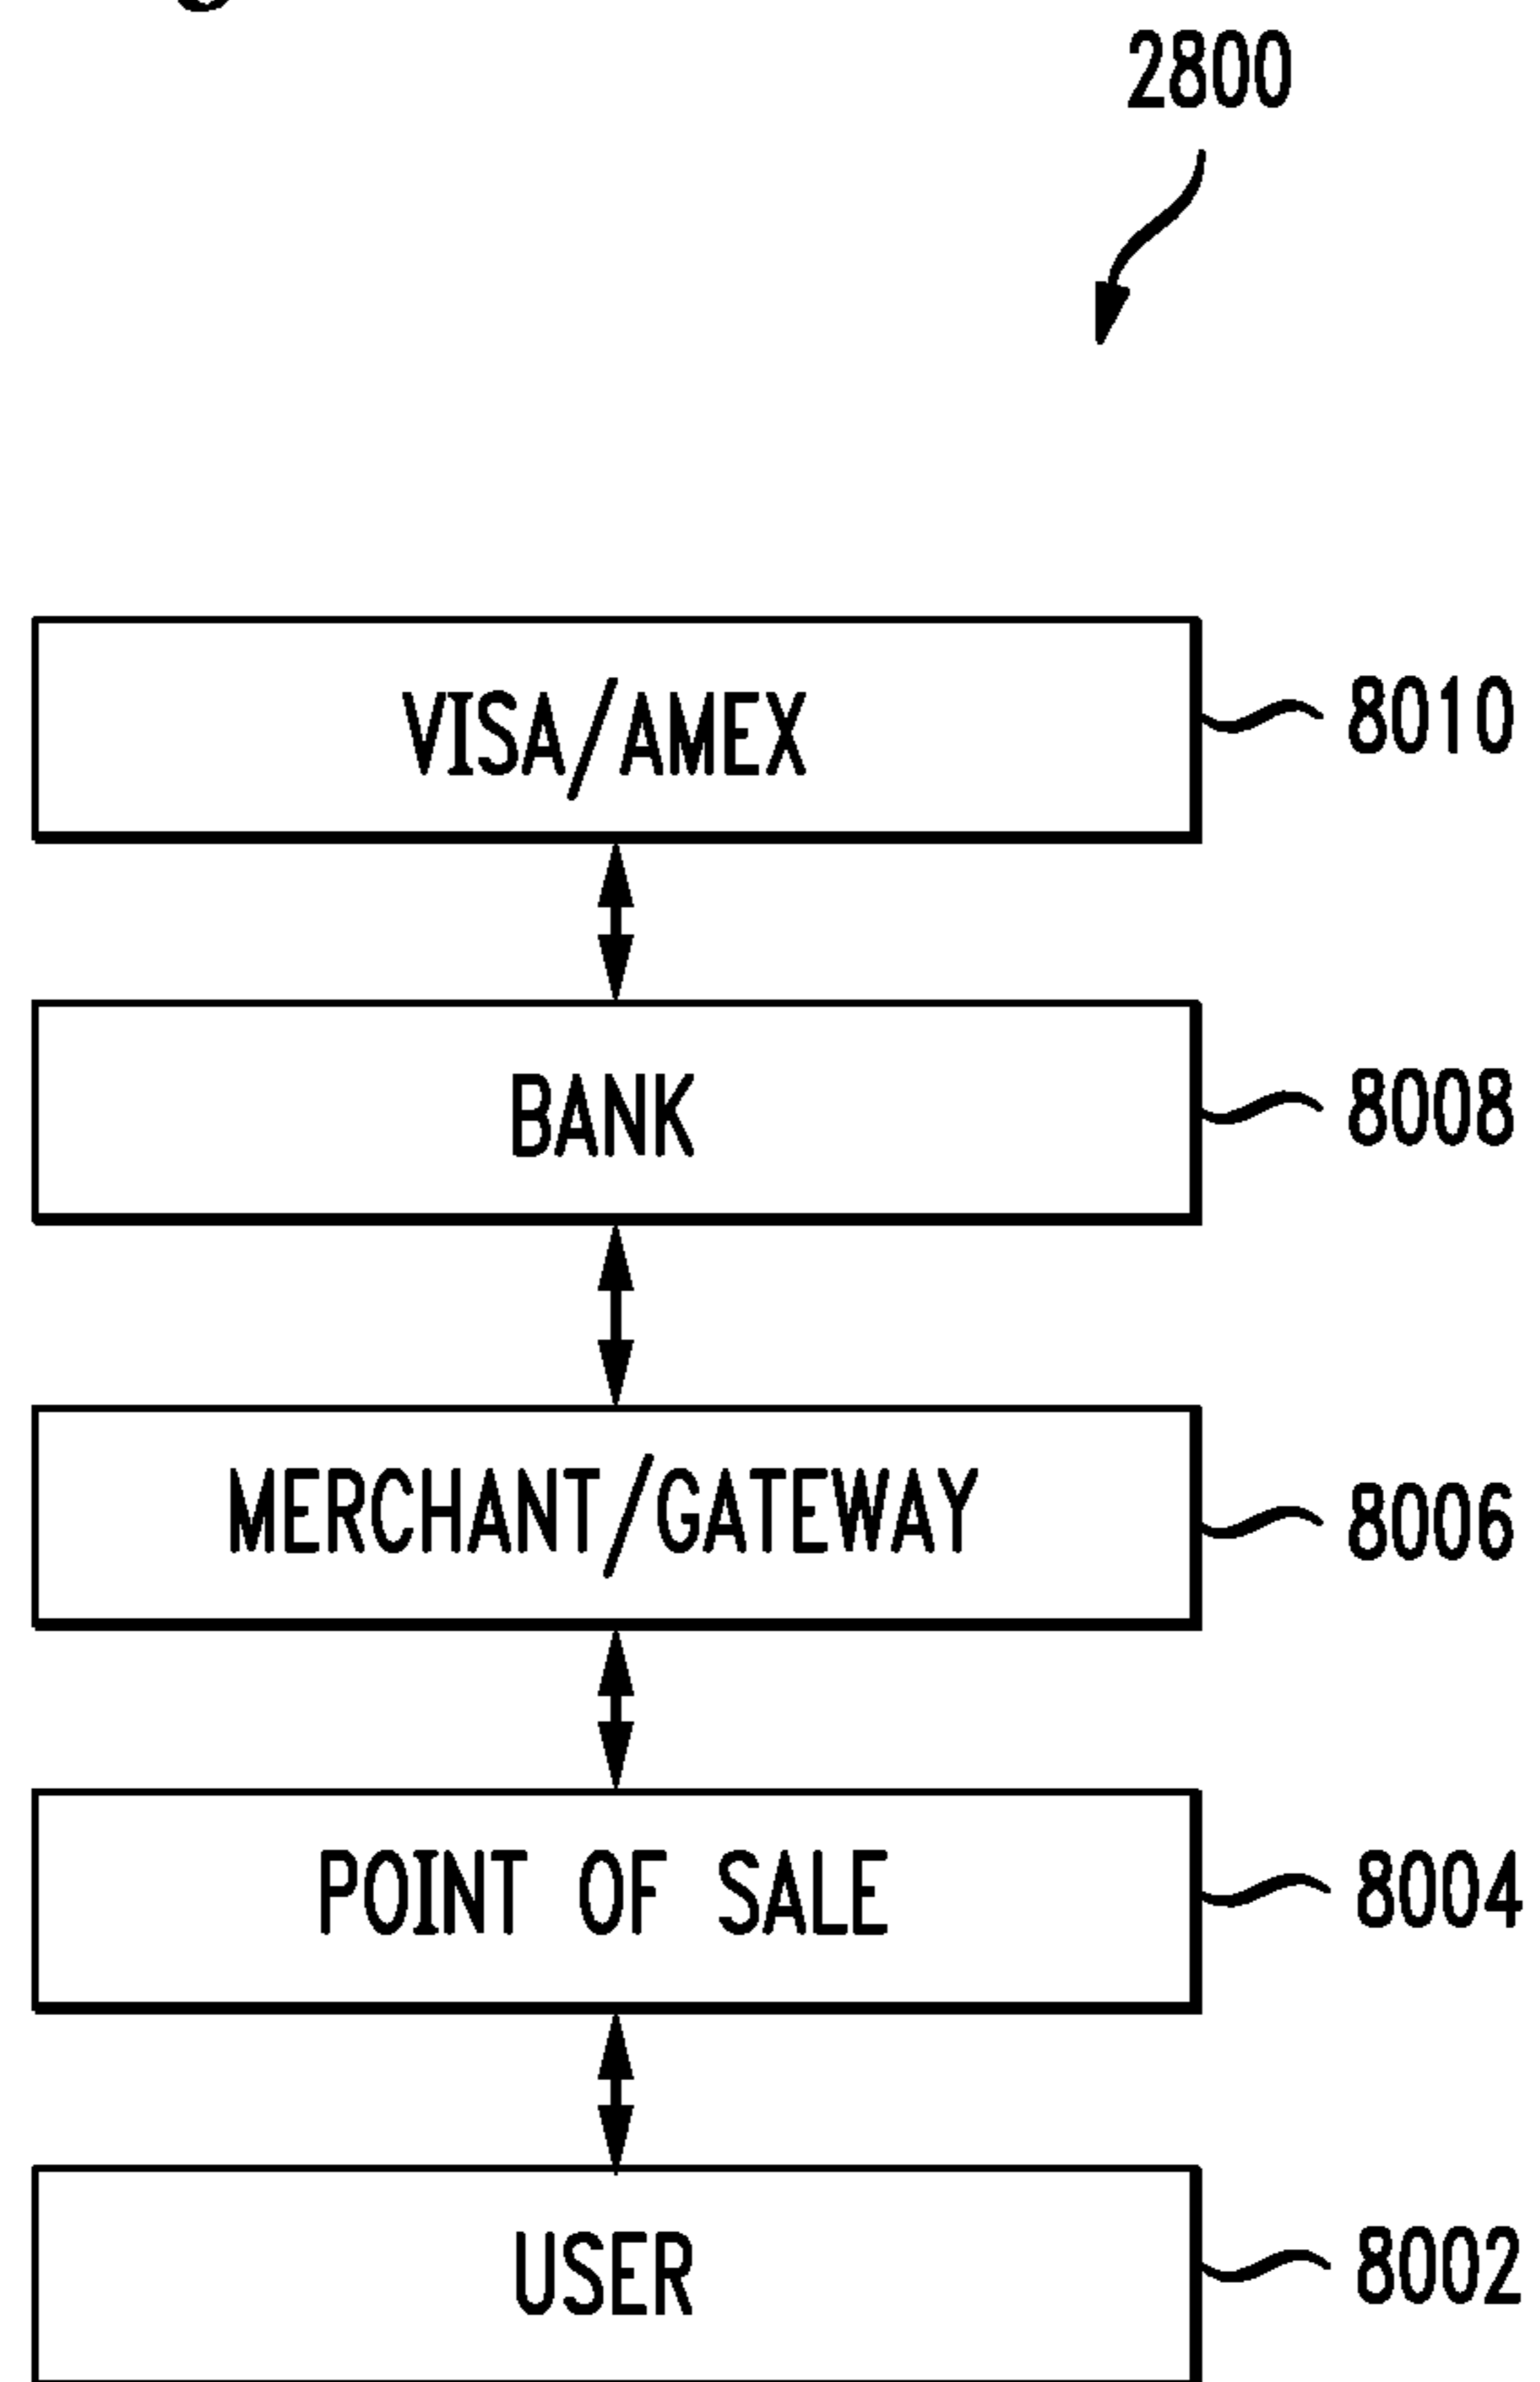 2800
VISA/AMEX
8010
BANK
8008
MERCHANT/GATEWAY
8006
POINT OF SALE
8004
USER
8002